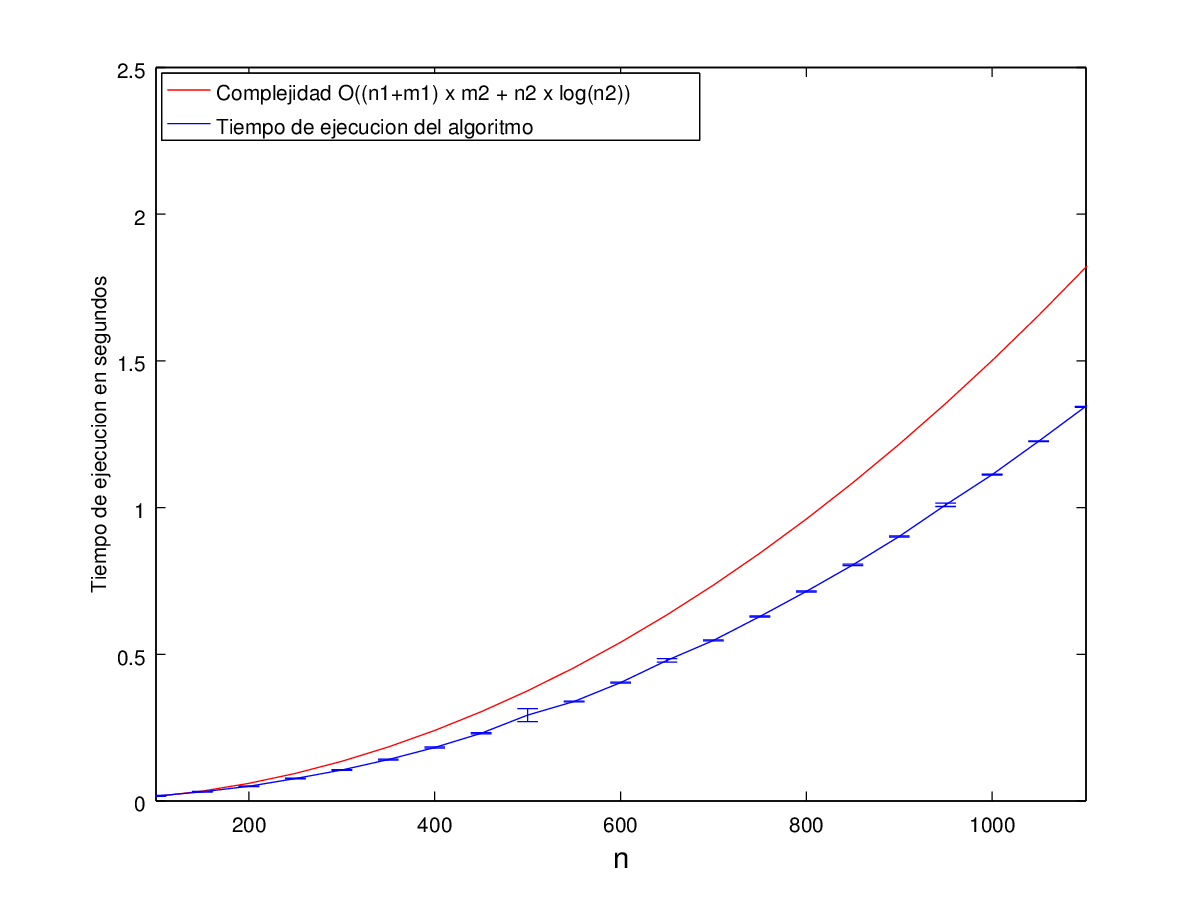 2.5
Complejidad O((n1+m1) x m2 + n2 x log(n2))
Tiempo de ejecucion del algoritmo
2
1.5
Tiempo de ejecucion en segundos
1
0.5
0
200 400 600 800 1000
n